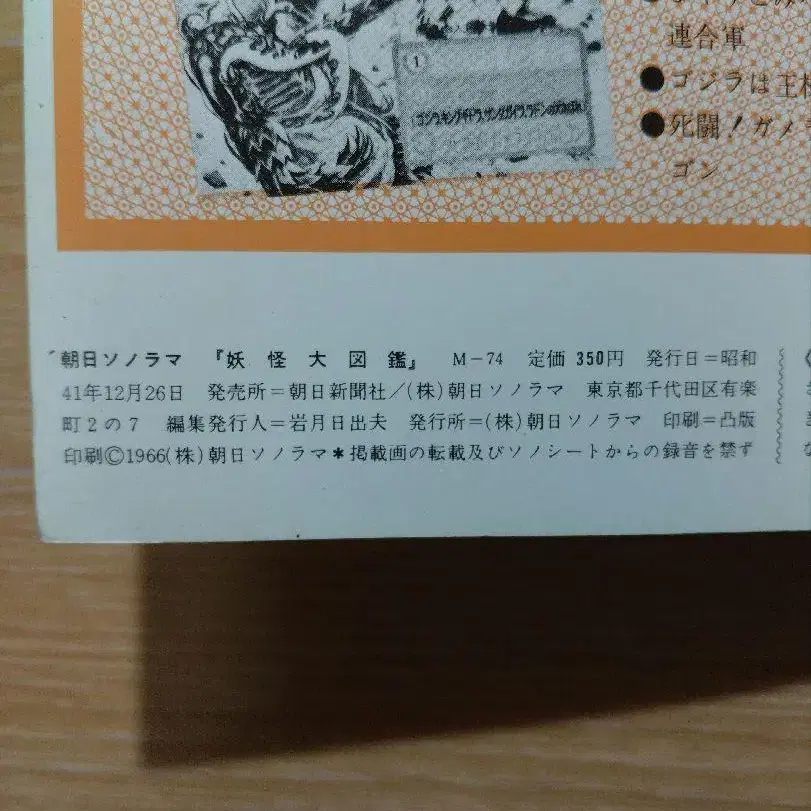 連合軍
●ゴジラは王
●死闘！ガメ
ゴン
①
朝日ソノラマ 『妖怪大図鑑』 M-74 定価 350円 発行日＝昭和
41年12月26日 発売所＝朝日新聞社／(株)朝日ソノラマ 東京都千代田区有楽
町2の7 編集発行人＝岩月日出夫 発行所＝(株)朝日ソノラマ 印刷＝凸版
印刷©1966(株)朝日ソノラマ＊掲載画の転載及びソノシートからの録音を禁ず